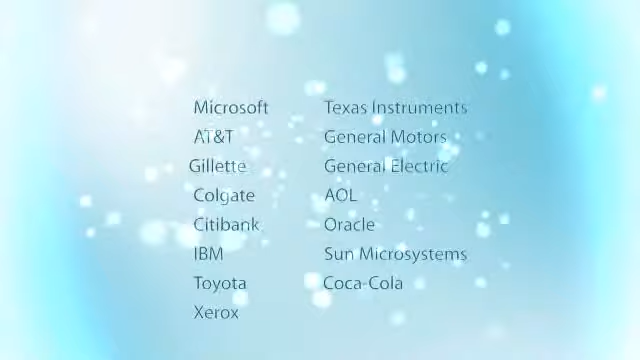 Microsoft
AT&T
Gillette
Colgate
Citibank
IBM
Toyota
Xerox
Texas Instruments
General Motors
General Electric
AOL
Oracle
Sun Microsystems
Coca-Cola